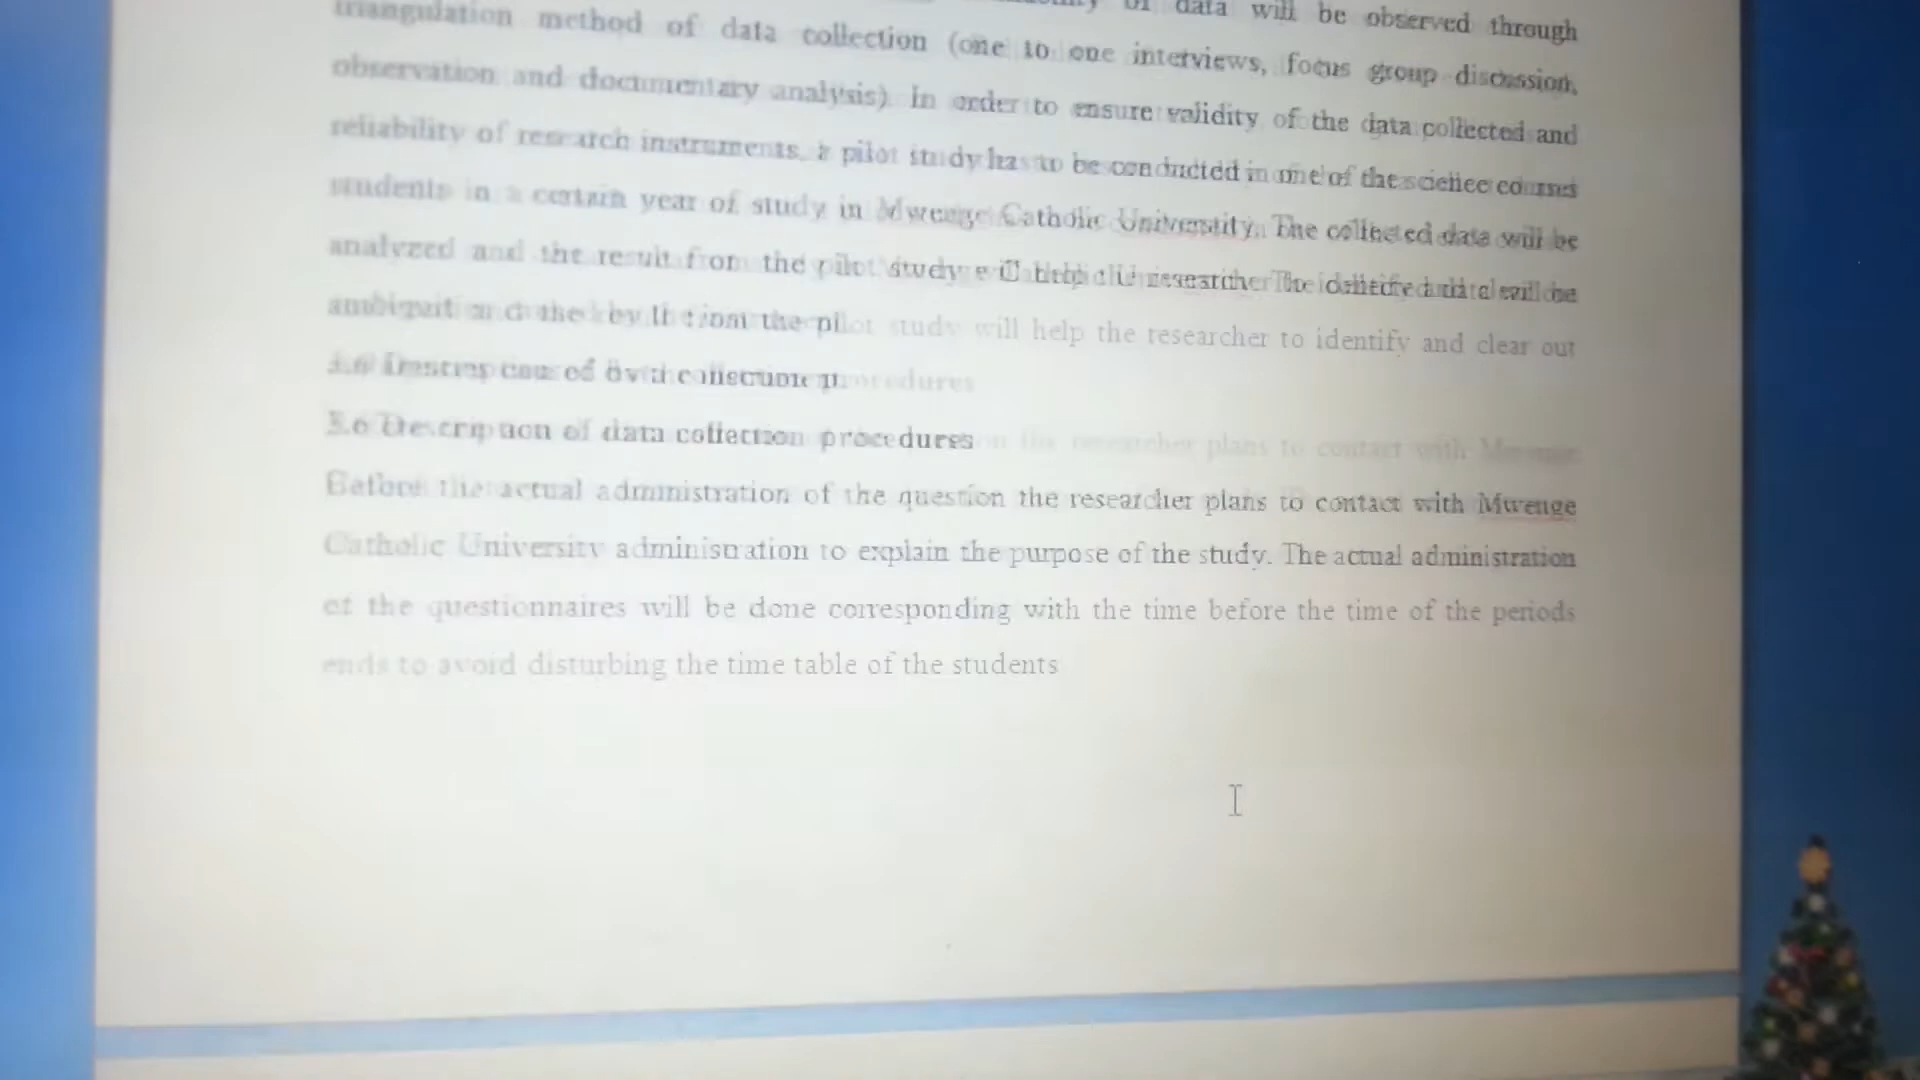 of data will be observed through
triangulation method of data collection (one to one interviews, focus group discussion,
observation and documentary analysis). In order to ensure validity of the data collected and
reliability of research instruments, a pilot study has to be conducted in one of the science courses
students in a certain year of study in Mwenge Catholic University. The collected data will be
analyzed and the result from the pilot study
pilot study will help the researcher to identify and clear out
3.6 Description of data collection procedures
Before the actual administration of the question the researcher plans to contact with Mwenge
Catholic University administration to explain the purpose of the study. The actual administration
of the questionnaires will be done corresponding with the time before the time of the periods
ends to avoid disturbing the time table of the students